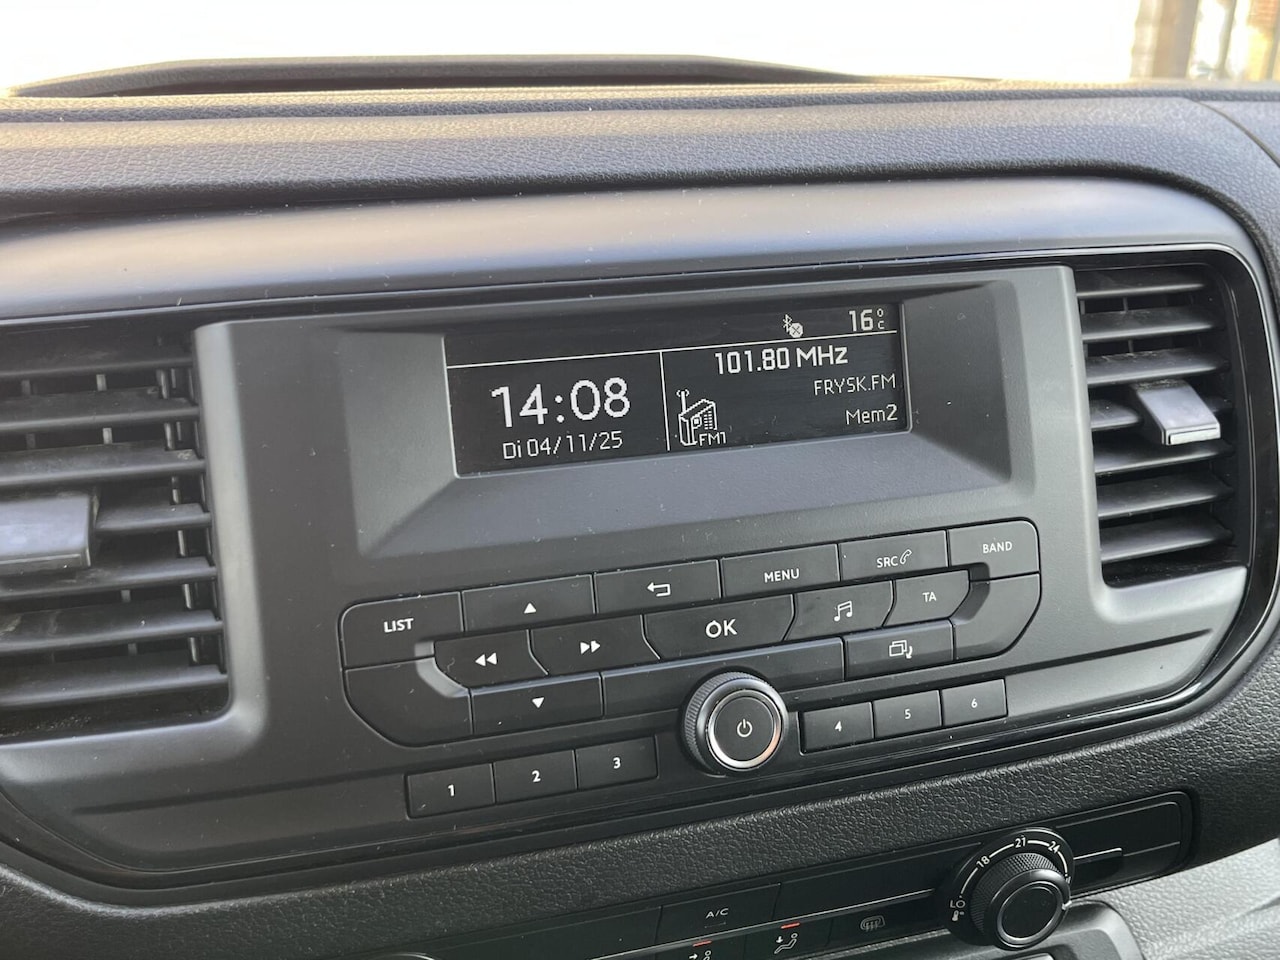 16°C
101.80 MHz
14:08
FRYSK.FM
Di 04/11/25
FM1
Mem2
BAND
SRC
MENU
LIST
OK
TA
1
2
3
4
5
6
A/C
LO
18
21
24